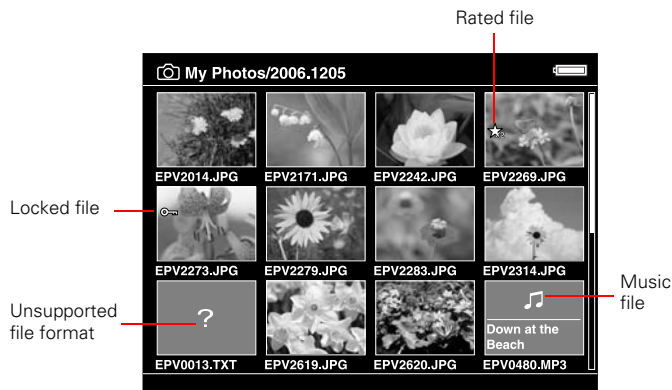 Rated file
My Photos/2006.1205
EPV2014.JPG EPV2171.JPG EPV2242.JPG EPV2269.JPG
Locked file
EPV2273.JPG EPV2279.JPG EPV2283.JPG EPV2314.JPG
Unsupported
file format
?
Down at the
Beach
Music
file
EPV0013.TXT EPV2619.JPG EPV2620.JPG EPV0480.MP3